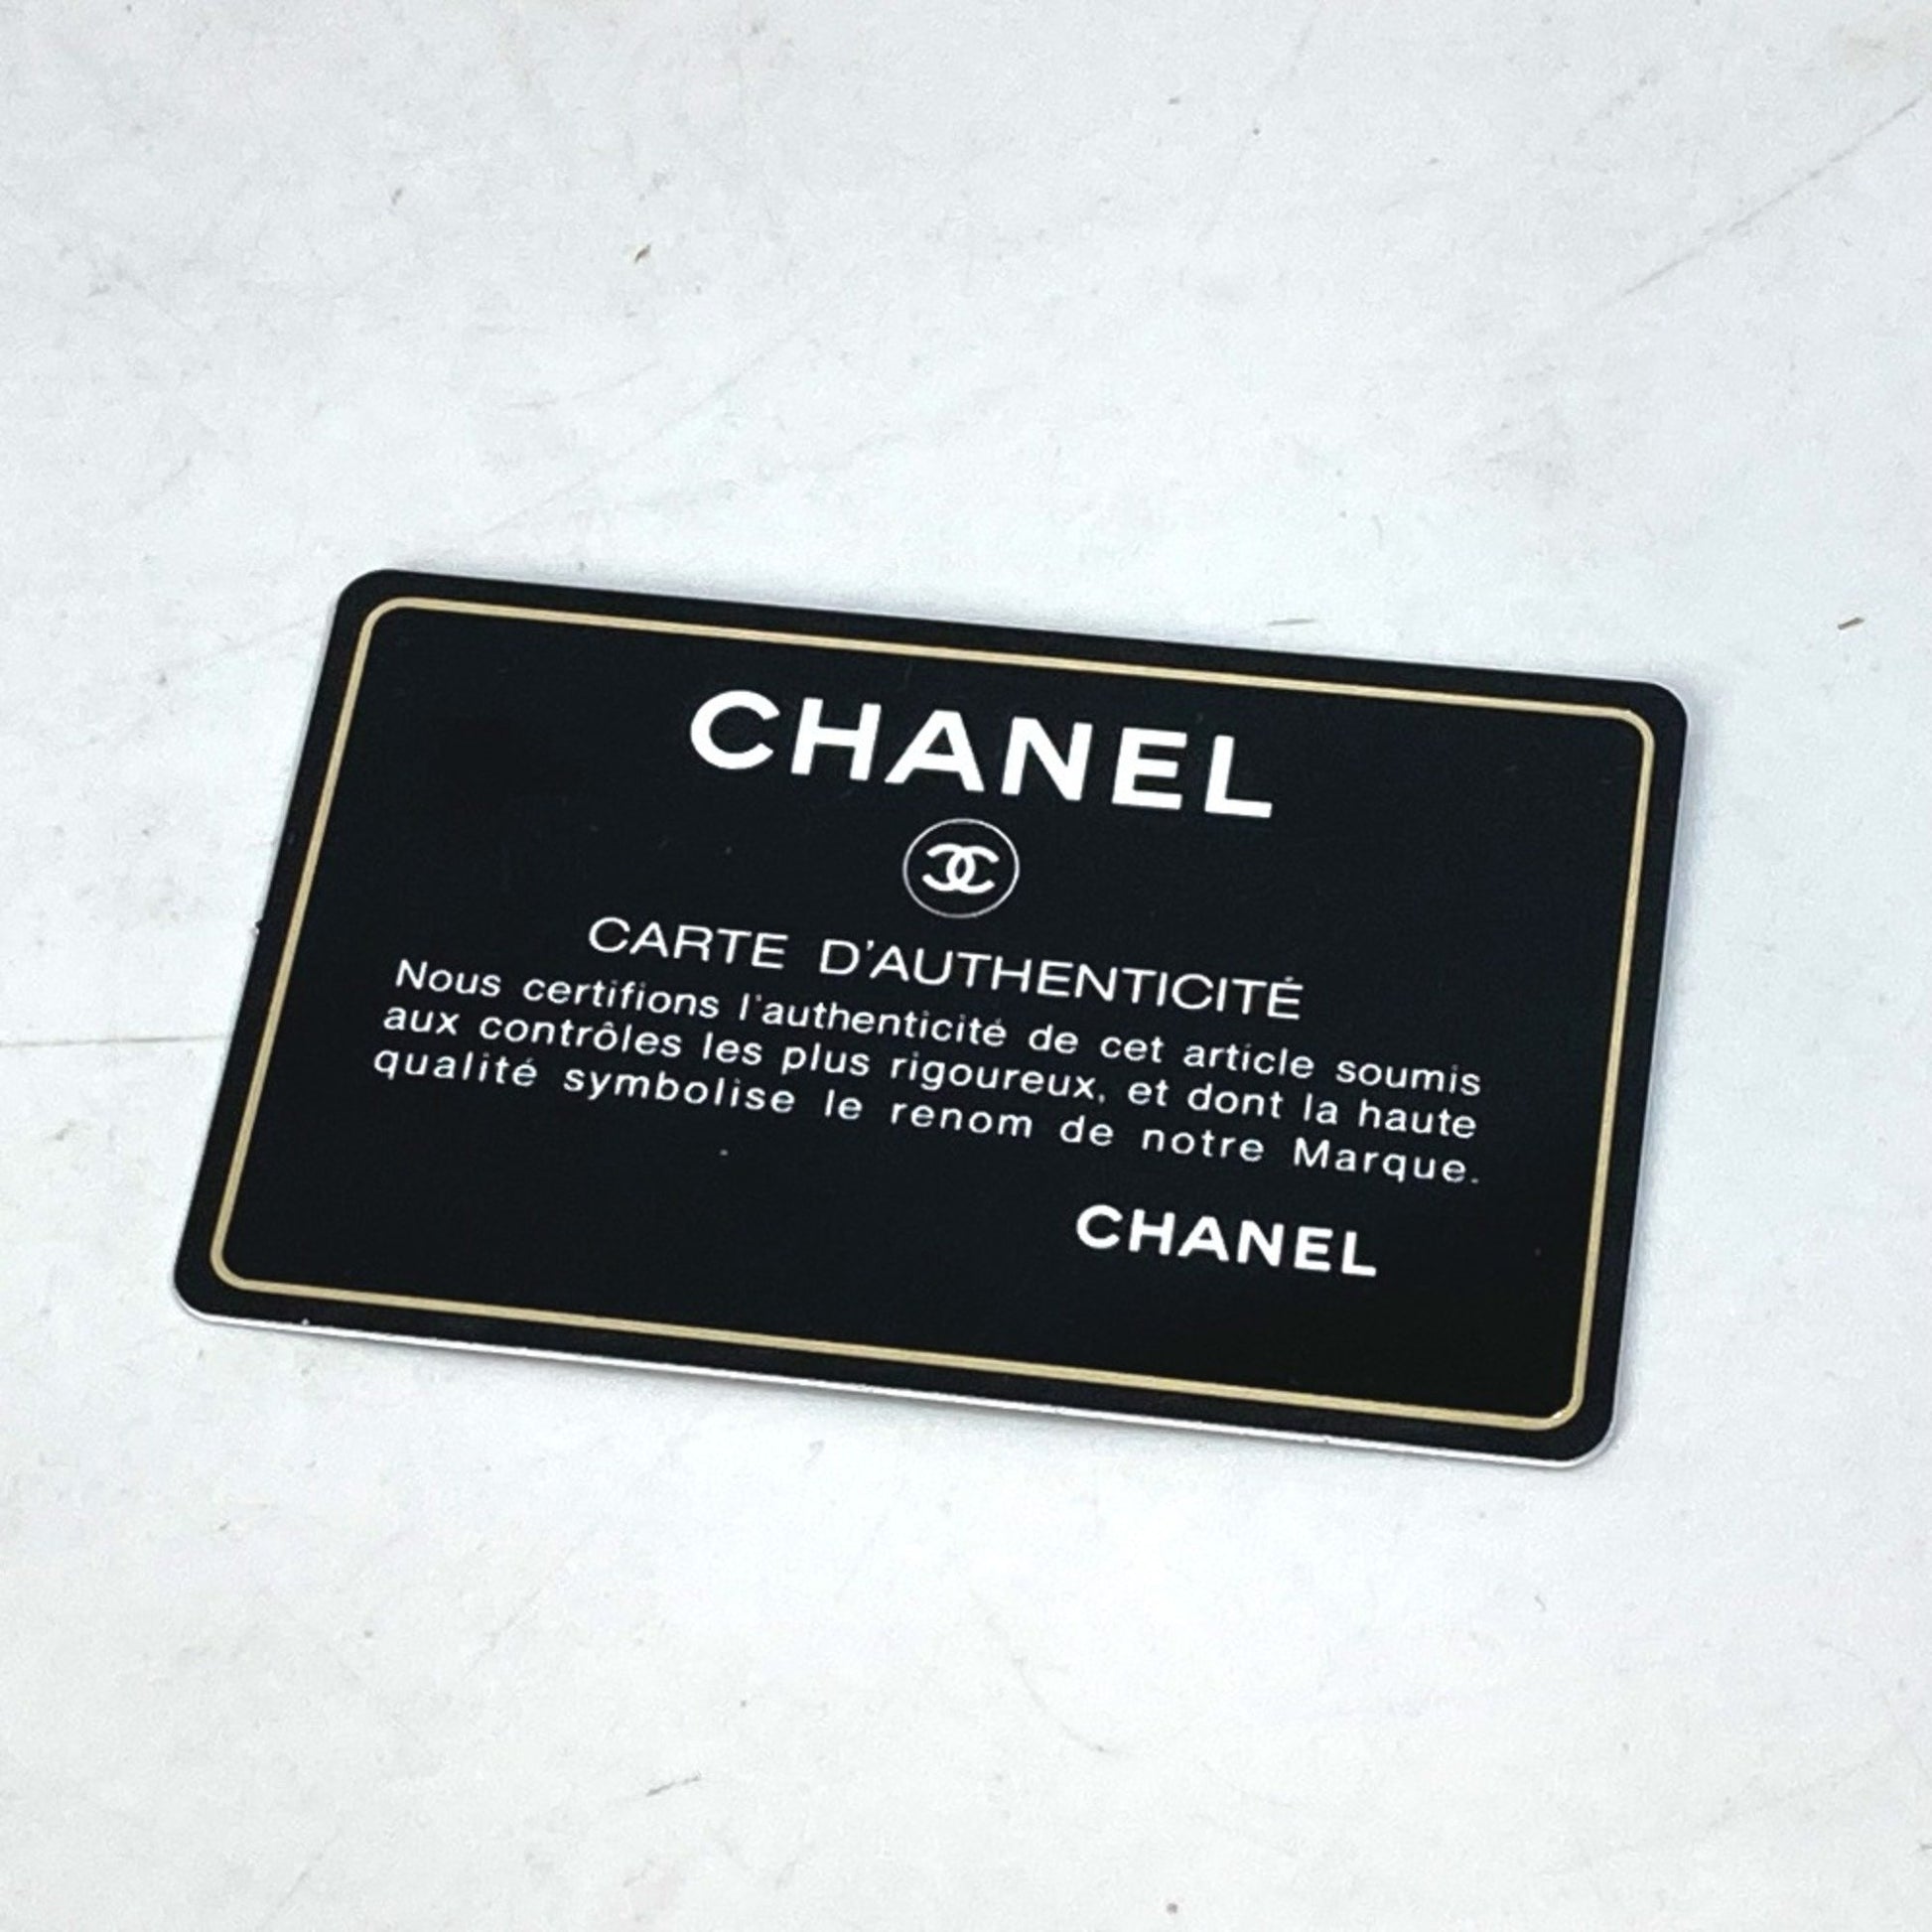 CHANEL
CARTE D'AUTHENTICITÉ
Nous certifions l'authenticité de cet article soumis
aux contrôles les plus rigoureux, et dont la haute
qualité symbolise le renom de notre Marque.
CHANEL